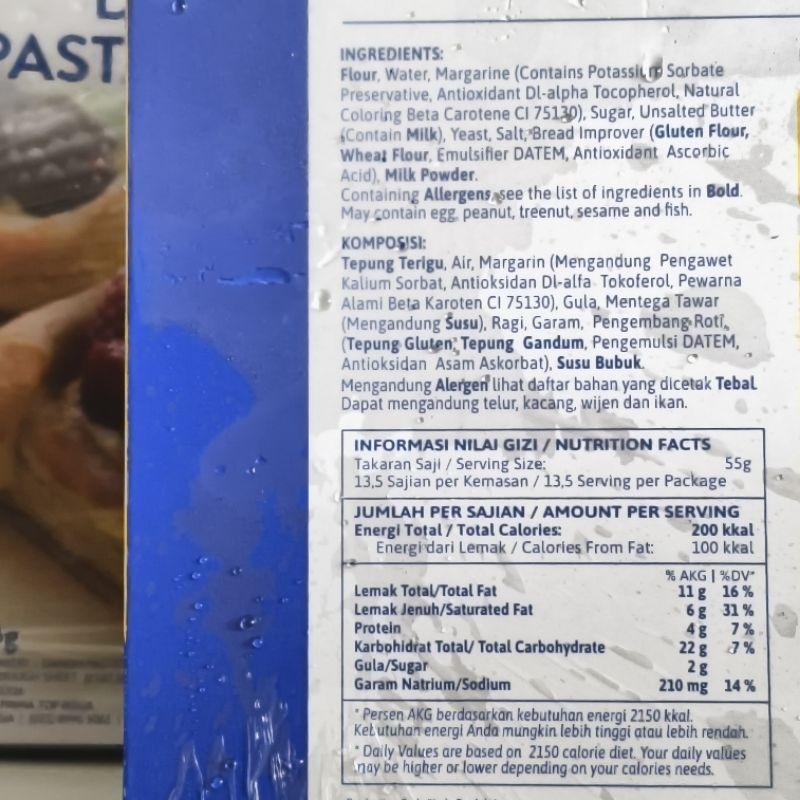 PAST
INGREDIENTS:
Flour, Water, Margarine (Contains Potassium Sorbate
Preservative, Antioxidant Dl-alpha Tocopherol, Natural
Coloring Beta Carotene CI 75130), Sugar, Unsalted Butter
(Contain Milk), Yeast, Salt, Bread Improver (Gluten Flour,
Wheat Flour, Emulsifier DATEM, Antioxidant Ascorbic
Acid), Milk Powder.
Containing Allergens, see the list of ingredients in Bold.
May contain egg, peanut, treenut, sesame and fish.
KOMPOSISI:
Tepung Terigu, Air, Margarin (Mengandung Pengawet
Kalium Sorbat, Antioksidan Dl-alfa Tokoferol, Pewarna
Alami Beta Karoten CI 75130), Gula, Mentega Tawar
(Mengandung Susu), Ragi, Garam, Pengembang Roti,
(Tepung Gluten, Tepung Gandum, Pengemulsi DATEM,
Antioksidan Asam Askorbat), Susu Bubuk.
Mengandung Alergen lihat daftar bahan yang dicetak Tebal.
Dapat mengandung telur, kacang, wijen dan ikan.
INFORMASI NILAI GIZI / NUTRITION FACTS
Takaran Saji / Serving Size: 55g
13,5 Sajian per Kemasan / 13,5 Serving per Package
JUMLAH PER SAJIAN / AMOUNT PER SERVING
Energi Total / Total Calories: 200 kkal
Energi dari Lemak / Calories From Fat: 100 kkal
% AKG | %DV*
Lemak Total/Total Fat 11 g 16 %
Lemak Jenuh/Saturated Fat 6 g 31 %
Protein 4 g 7 %
Karbohidrat Total/ Total Carbohydrate 22 g 7 %
Gula/Sugar 2 g
Garam Natrium/Sodium 210 mg 14 %
* Persen AKG berdasarkan kebutuhan energi 2150 kkal.
Kebutuhan energi Anda mungkin lebih tinggi atau lebih rendah.
* Daily Values are based on 2150 calorie diet. Your daily values
may be higher or lower depending on your calories needs.